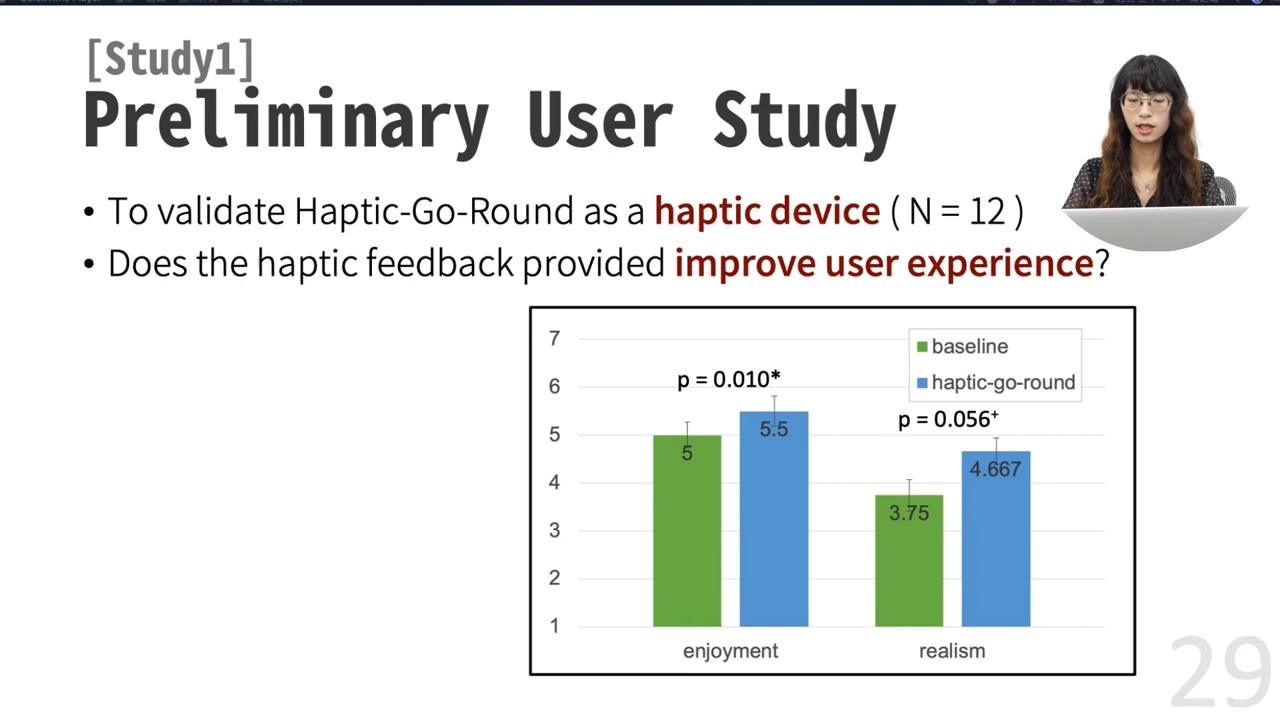 [Study1]
Preliminary User Study
• To validate Haptic-Go-Round as a haptic device ( N = 12 )
• Does the haptic feedback provided improve user experience?
7
6
5
4
3
2
1
baseline
haptic-go-round
p = 0.010*
p = 0.056+
5
5.5
3.75
4.667
enjoyment
realism
29